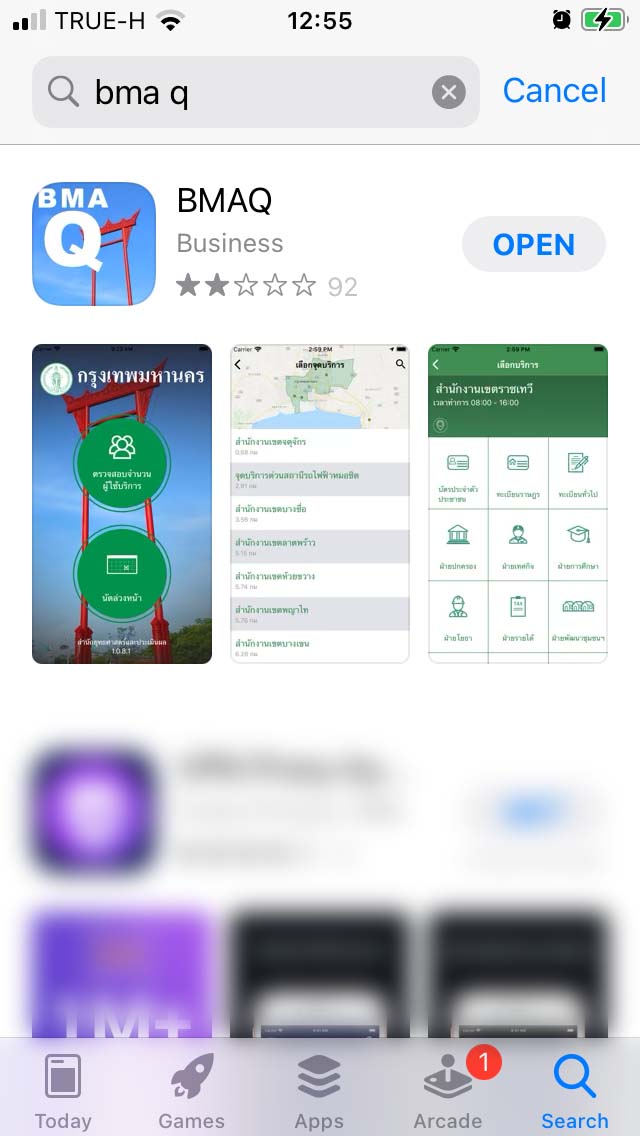 TRUE-H
12:55
bma q
Cancel
BMA
Q
BMAQ
Business
OPEN
92
กรุงเทพมหานคร
ตรวจสอบจำนวน
ผู้ใช้บริการ
นัดล่วงหน้า
สำนักยุทธศาสตร์และประเมินผล
1.0.8.1
Carrier
2:59 PM
เลือกจุดบริการ
สำนักงานเขตจตุจักร
0.68 กม
จุดบริการด่วนสถานีรถไฟฟ้าหมอชิต
2.91 กม
สำนักงานเขตบางซื่อ
3.56 กม
สำนักงานเขตลาดพร้าว
5.15 กม
สำนักงานเขตห้วยขวาง
5.74 กม
สำนักงานเขตพญาไท
5.76 กม
สำนักงานเขตบางเขน
6.26 กม
Carrier
2:59 PM
เลือกบริการ
สำนักงานเขตราชเทวี
เวลาทำการ 08:00 - 16:00
บัตรประจำตัว
ประชาชน
ทะเบียนราษฎร
ทะเบียนทั่วไป
ฝ่ายปกครอง
ฝ่ายเทศกิจ
ฝ่ายการศึกษา
TAX
ฝ่ายโยธา
ฝ่ายรายได้
ฝ่ายพัฒนาชุมชนฯ
1M+
1
Today
Games
Apps
Arcade
Search